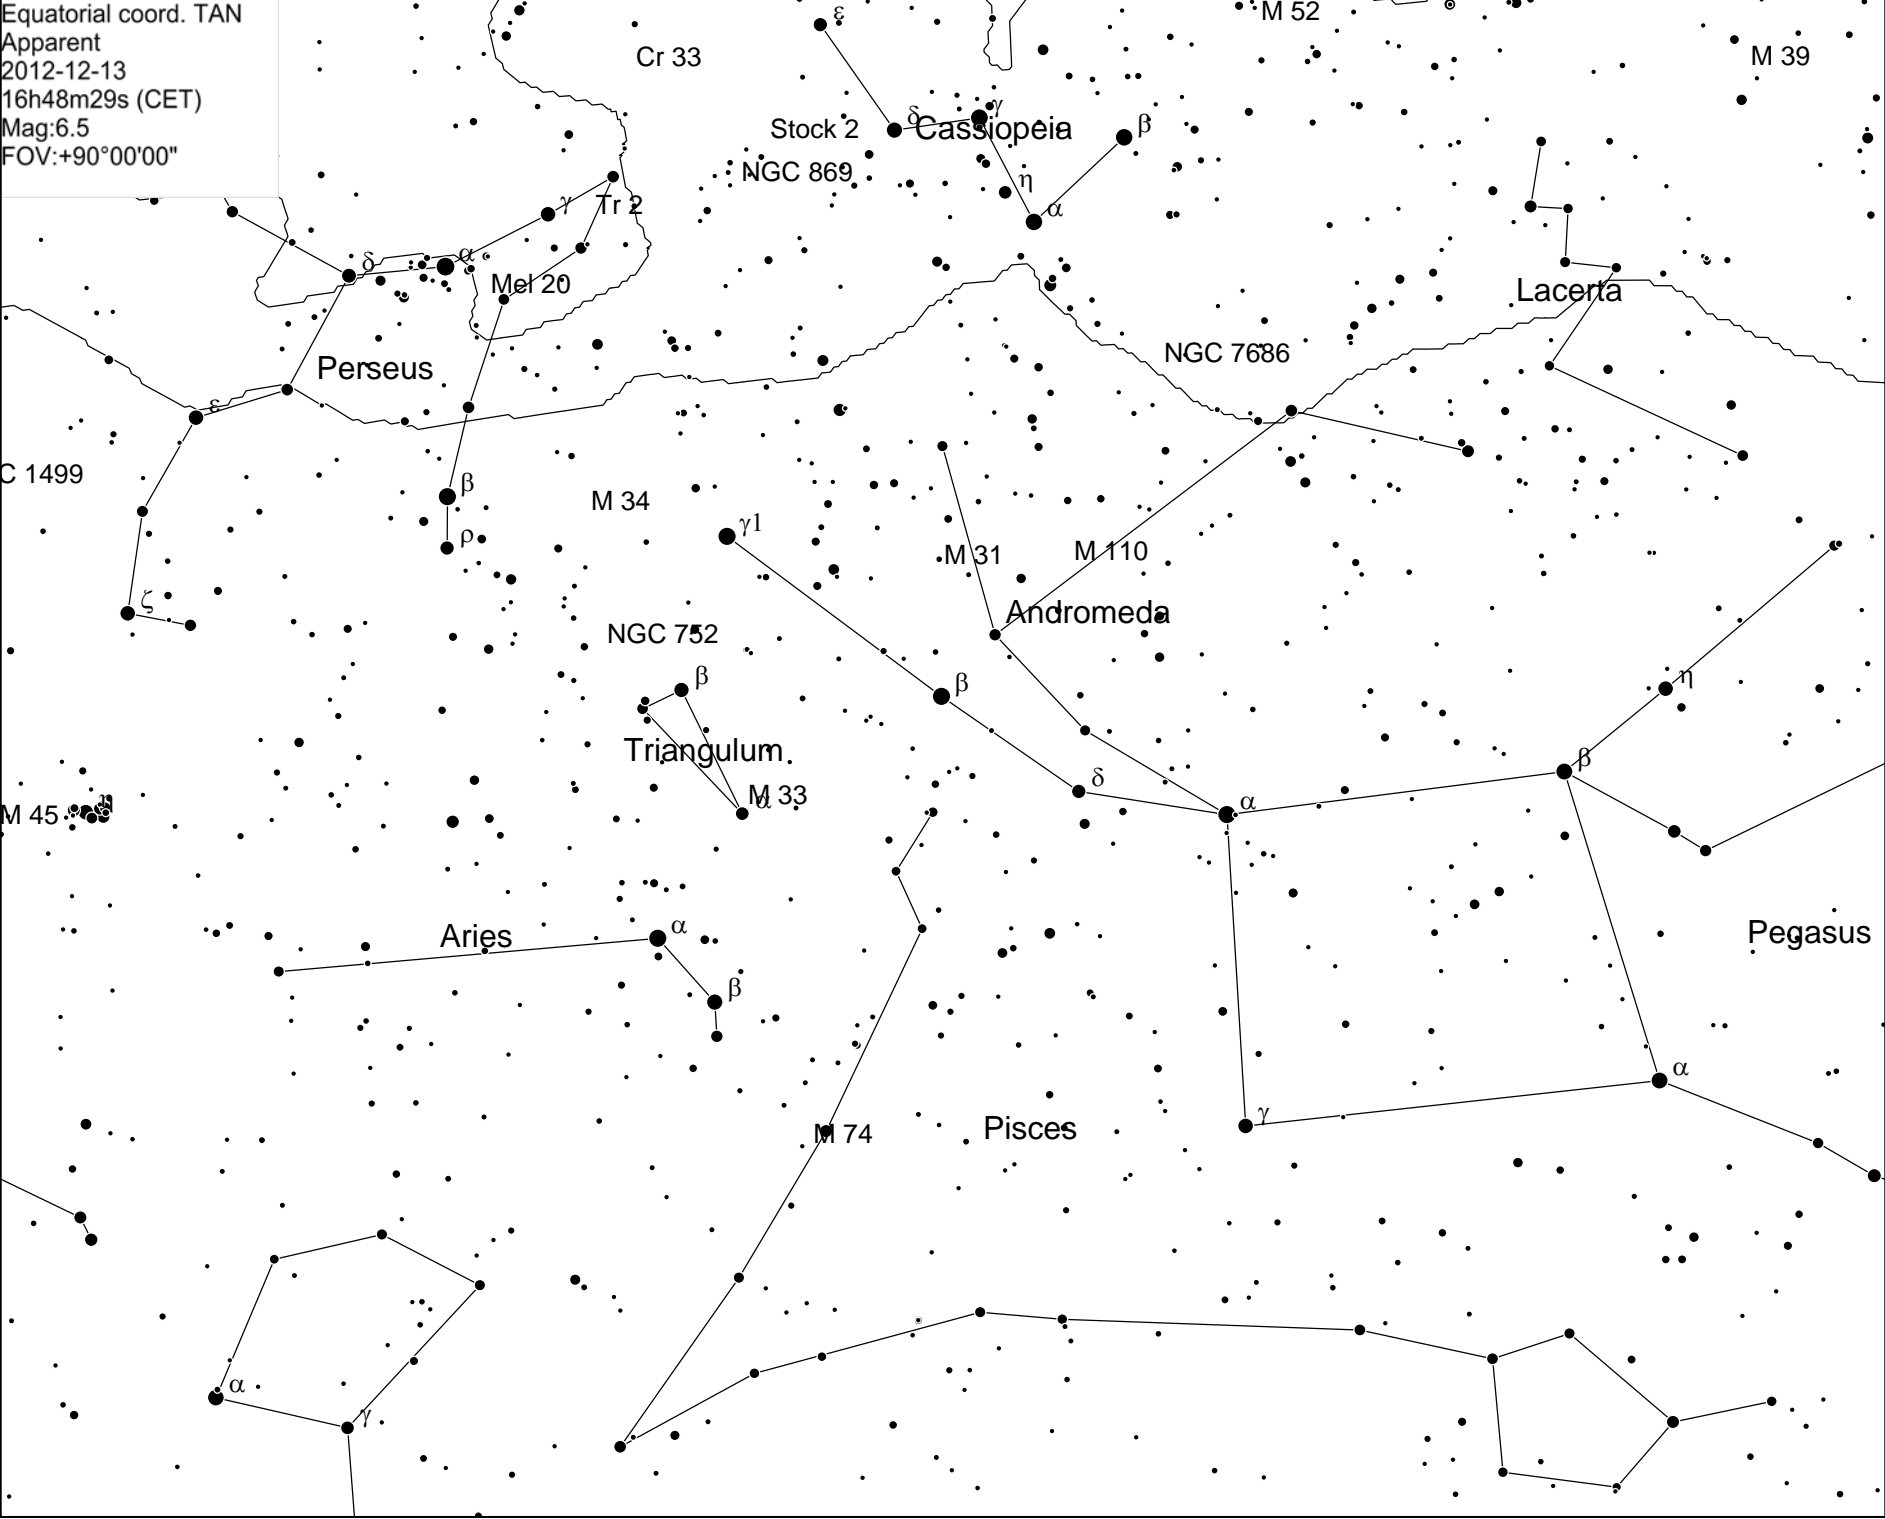 Equatorial coord. TAN
Apparent
2012-12-13
16h48m29s (CET)
Mag:6.5
FOV:+90°00'00"
ε
M 52
Cr 33
M 39
γ
δ
Stock 2
Cassiopeia
β
NGC 869
η
γ
Tr 2
α
δ
α
Mel 20
Lacerta
NGC 7686
Perseus
ε
C 1499
β
M 34
γ1
ρ
M 31
M 110
ζ
Andromeda
NGC 752
β
β
η
Triangulum
β
δ
M 33
α
α
η
M 45
α
Aries
Pegasus
β
α
γ
M 74
Pisces
α
γ